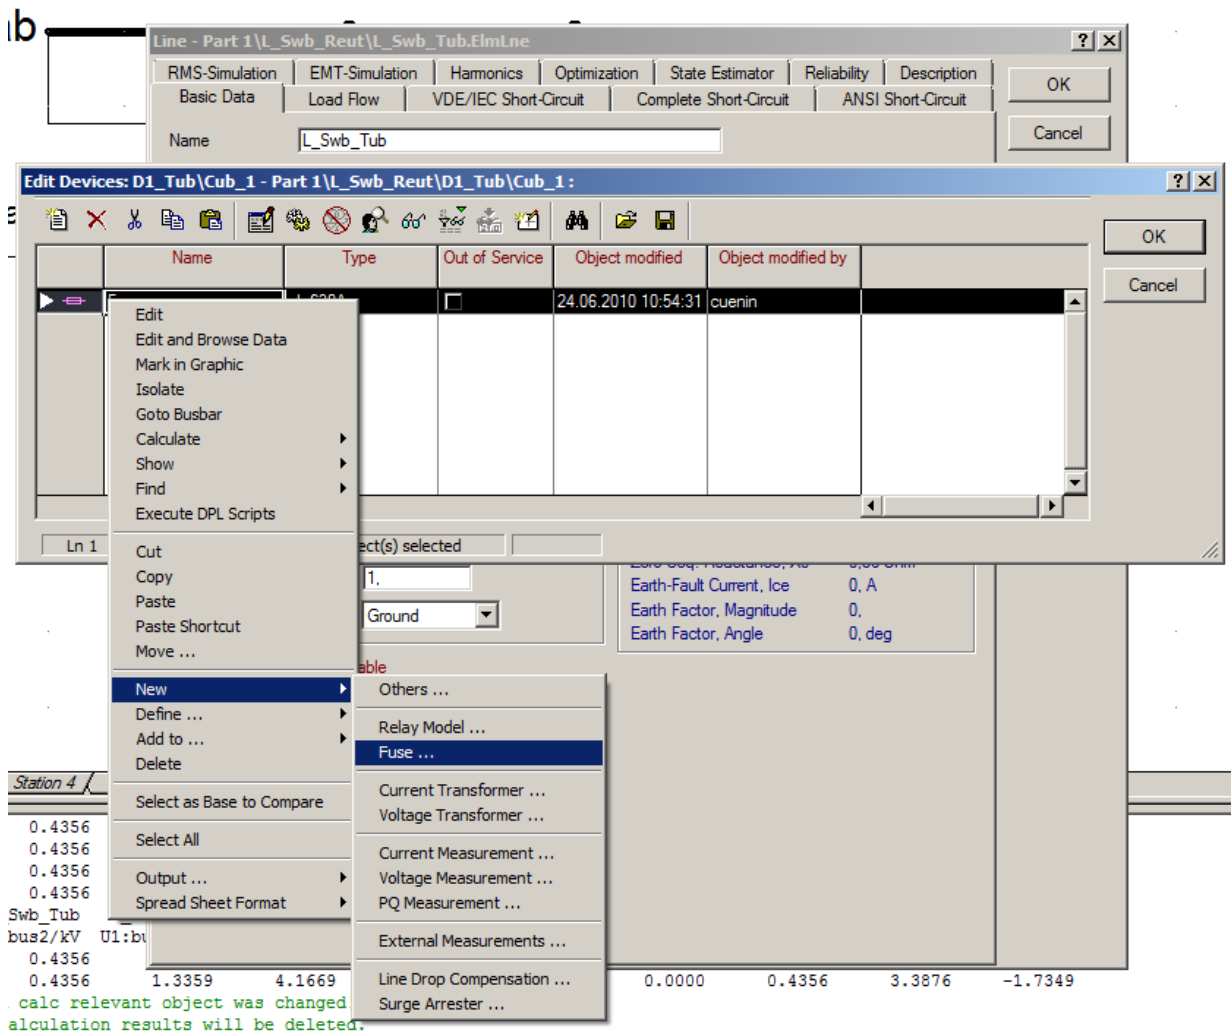 Line - Part 1\L_Swb_Reut\L_Swb_Tub.ElmLne
RMS-Simulation EMT-Simulation Harmonics Optimization State Estimator Reliability Description
Basic Data Load Flow VDE/IEC Short-Circuit Complete Short-Circuit ANSI Short-Circuit
OK
Cancel
Name L_Swb_Tub
Edit Devices: D1_Tub\Cub_1 - Part 1\L_Swb_Reut\D1_Tub\Cub_1 :
OK
Cancel
Name Type Out of Service Object modified Object modified by
24.06.2010 10:54:31 cuenin
Edit
Edit and Browse Data
Mark in Graphic
Isolate
Goto Busbar
Calculate
Show
Find
Execute DPL Scripts
Cut
Copy
Paste
Paste Shortcut
Move ...
New
Define ...
Add to ...
Delete
Select as Base to Compare
Select All
Output ...
Spread Sheet Format
Ln 1
ect(s) selected
1,
Ground
Earth-Fault Current, Ice 0, A
Earth Factor, Magnitude 0,
Earth Factor, Angle 0, deg
able
Others ...
Relay Model ...
Fuse ...
Current Transformer ...
Voltage Transformer ...
Current Measurement ...
Voltage Measurement ...
PQ Measurement ...
External Measurements ...
Line Drop Compensation ...
Surge Arrester ...
Station 4
0.4356
0.4356
0.4356
0.4356
Swb_Tub
bus2/kV U1:bu
0.4356
0.4356 1.3359 4.1669 0.0000 0.4356 3.3876 -1.7349
calc relevant object was changed
alculation results will be deleted.